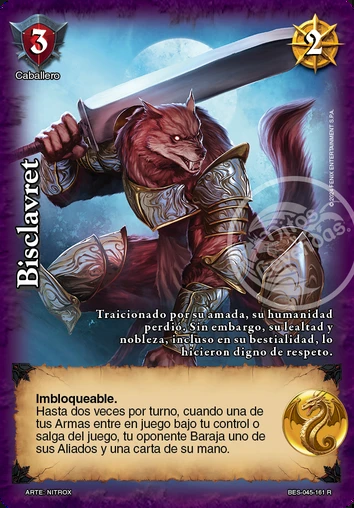 3
2
Caballero
Bisclavret
©2023 FENIX ENTERTAINMENT S.P.A.
Traicionado por su amada, su humanidad
perdió. Sin embargo, su lealtad y
nobleza, incluso en su bestialidad, lo
hicieron digno de respeto.
Imbloqueable.
Hasta dos veces por turno, cuando una de
tus Armas entre en juego bajo tu control o
salga del juego, tu oponente Baraja uno de
sus Aliados y una carta de su mano.
ARTE: NITROX
BES-045-161 R